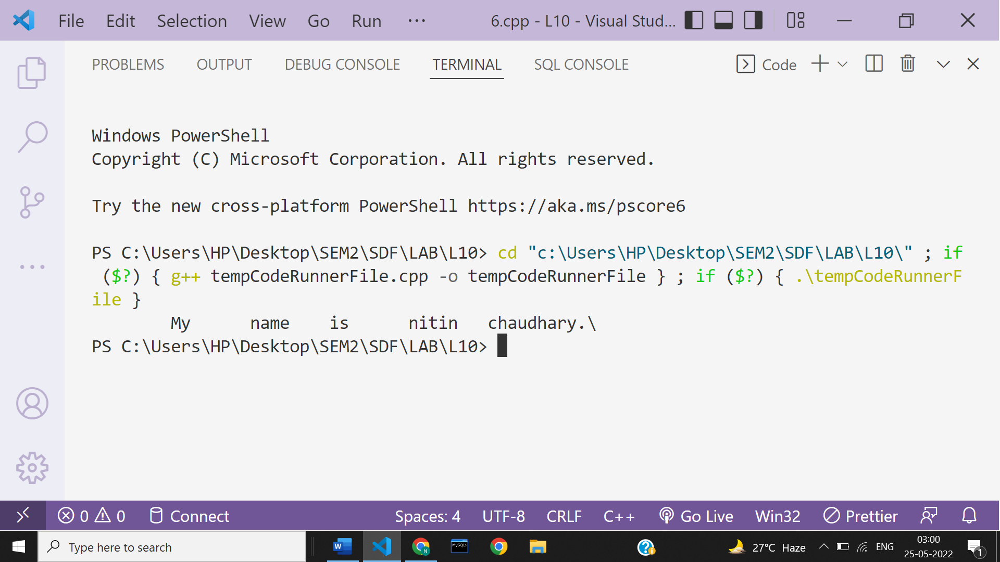 File Edit Selection View Go Run ··· 6.cpp - L10 - Visual Stud...
PROBLEMS OUTPUT DEBUG CONSOLE TERMINAL SQL CONSOLE Code
Windows PowerShell
Copyright (C) Microsoft Corporation. All rights reserved.
Try the new cross-platform PowerShell https://aka.ms/pscore6
PS C:\Users\HP\Desktop\SEM2\SDF\LAB\L10> cd "c:\Users\HP\Desktop\SEM2\SDF\LAB\L10\" ; if
($?) { g++ tempCodeRunnerFile.cpp -o tempCodeRunnerFile } ; if ($?) { .\tempCodeRunnerF
ile }
My name is nitin chaudhary.\
PS C:\Users\HP\Desktop\SEM2\SDF\LAB\L10>
0 0 Connect Spaces: 4 UTF-8 CRLF C++ Go Live Win32 Prettier
Type here to search W MySQL N 27°C Haze ENG 03:00 1
25-05-2022